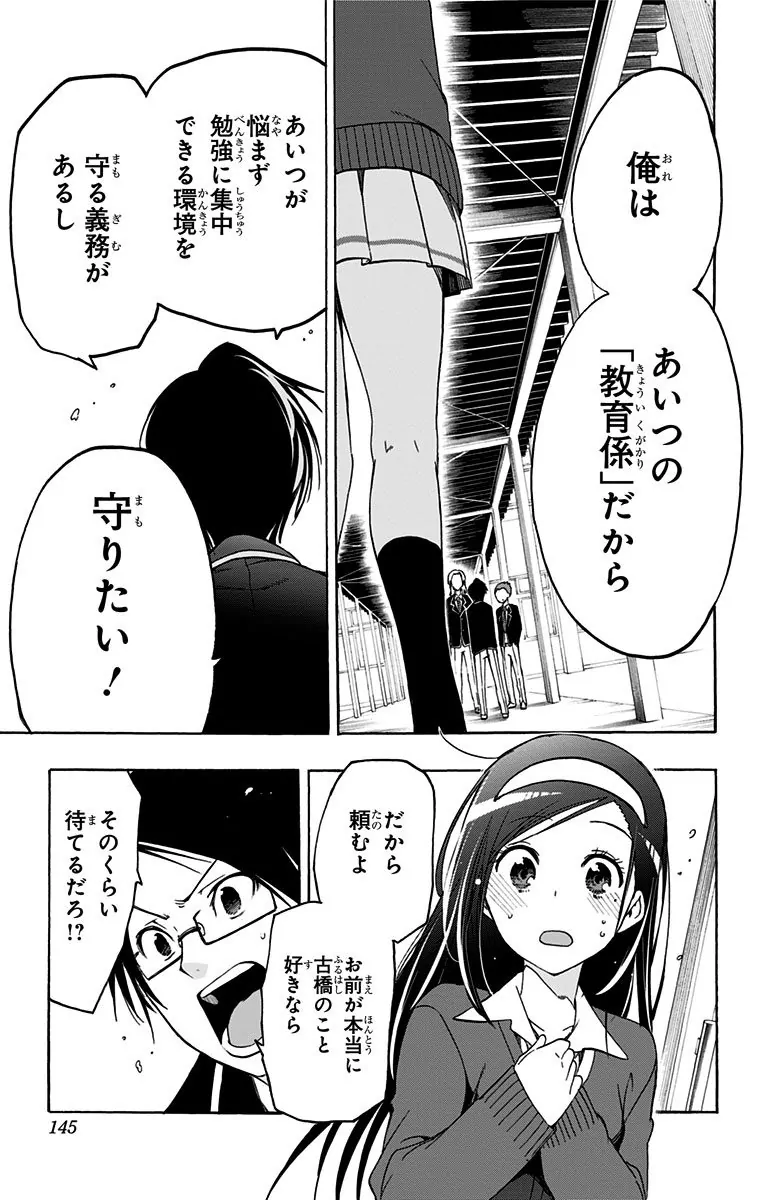 俺は
あいつの
「教育係」だから
あいつが
悩まず
勉強に集中
できる環境を
守る義務が
あるし
守りたい！
だから
頼むよ
お前が本当に
古橋のこと
好きなら
そのくらい
待てるだろ!?
145